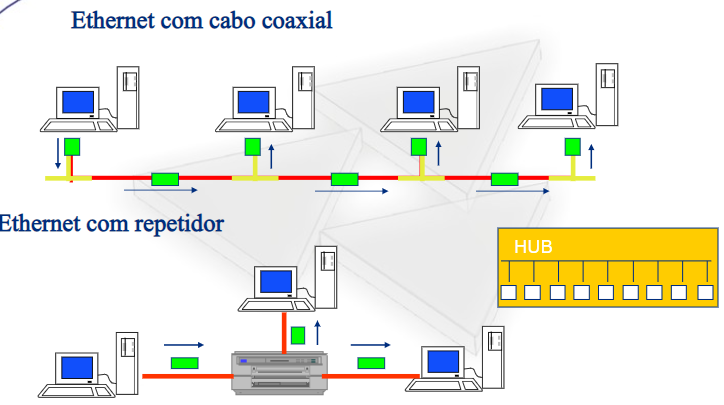 Ethernet com cabo coaxial
Ethernet com repetidor
HUB